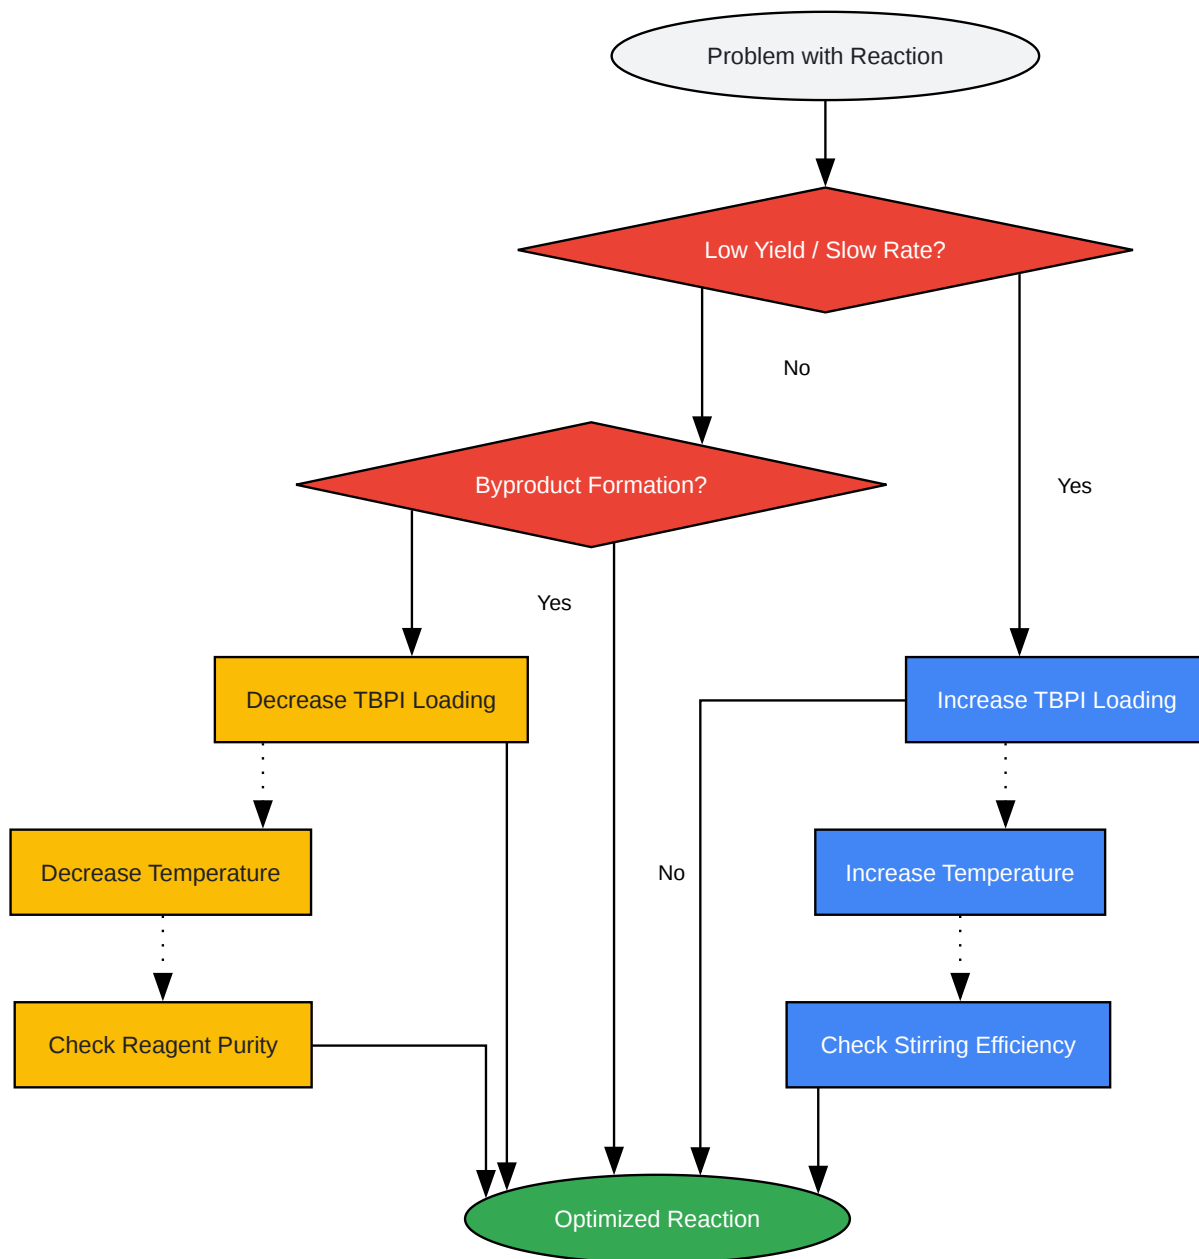 Problem with Reaction
Low Yield / Slow Rate?
No
Byproduct Formation?
Yes
Yes
Decrease TBPI Loading
Increase TBPI Loading
Decrease Temperature
No
Increase Temperature
Check Reagent Purity
Check Stirring Efficiency
Optimized Reaction